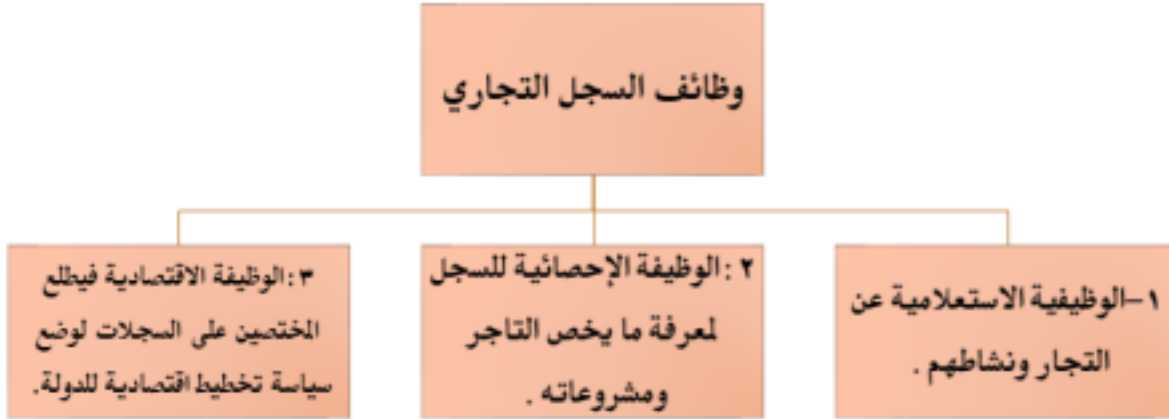 وظائف السجل التجاري
١-الوظيفية الاستعلامية عن
التجار ونشاطهم .
٢ :الوظيفة الإحصائية للسجل
لمعرفة ما يخص التاجر
ومشروعاته .
٣ :الوظيفة الاقتصادية فيطلع
المختصين على السجلات لوضع
سياسة تخطيط اقتصادية للدولة.